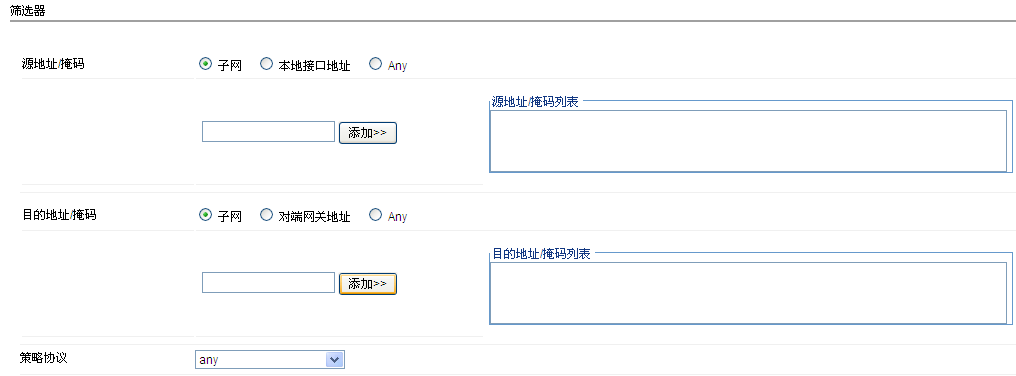 筛选器
源地址/掩码 子网 本地接口地址 Any
源地址/掩码列表
添加>>
目的地址/掩码 子网 对端网关地址 Any
目的地址/掩码列表
添加>>
策略协议 any